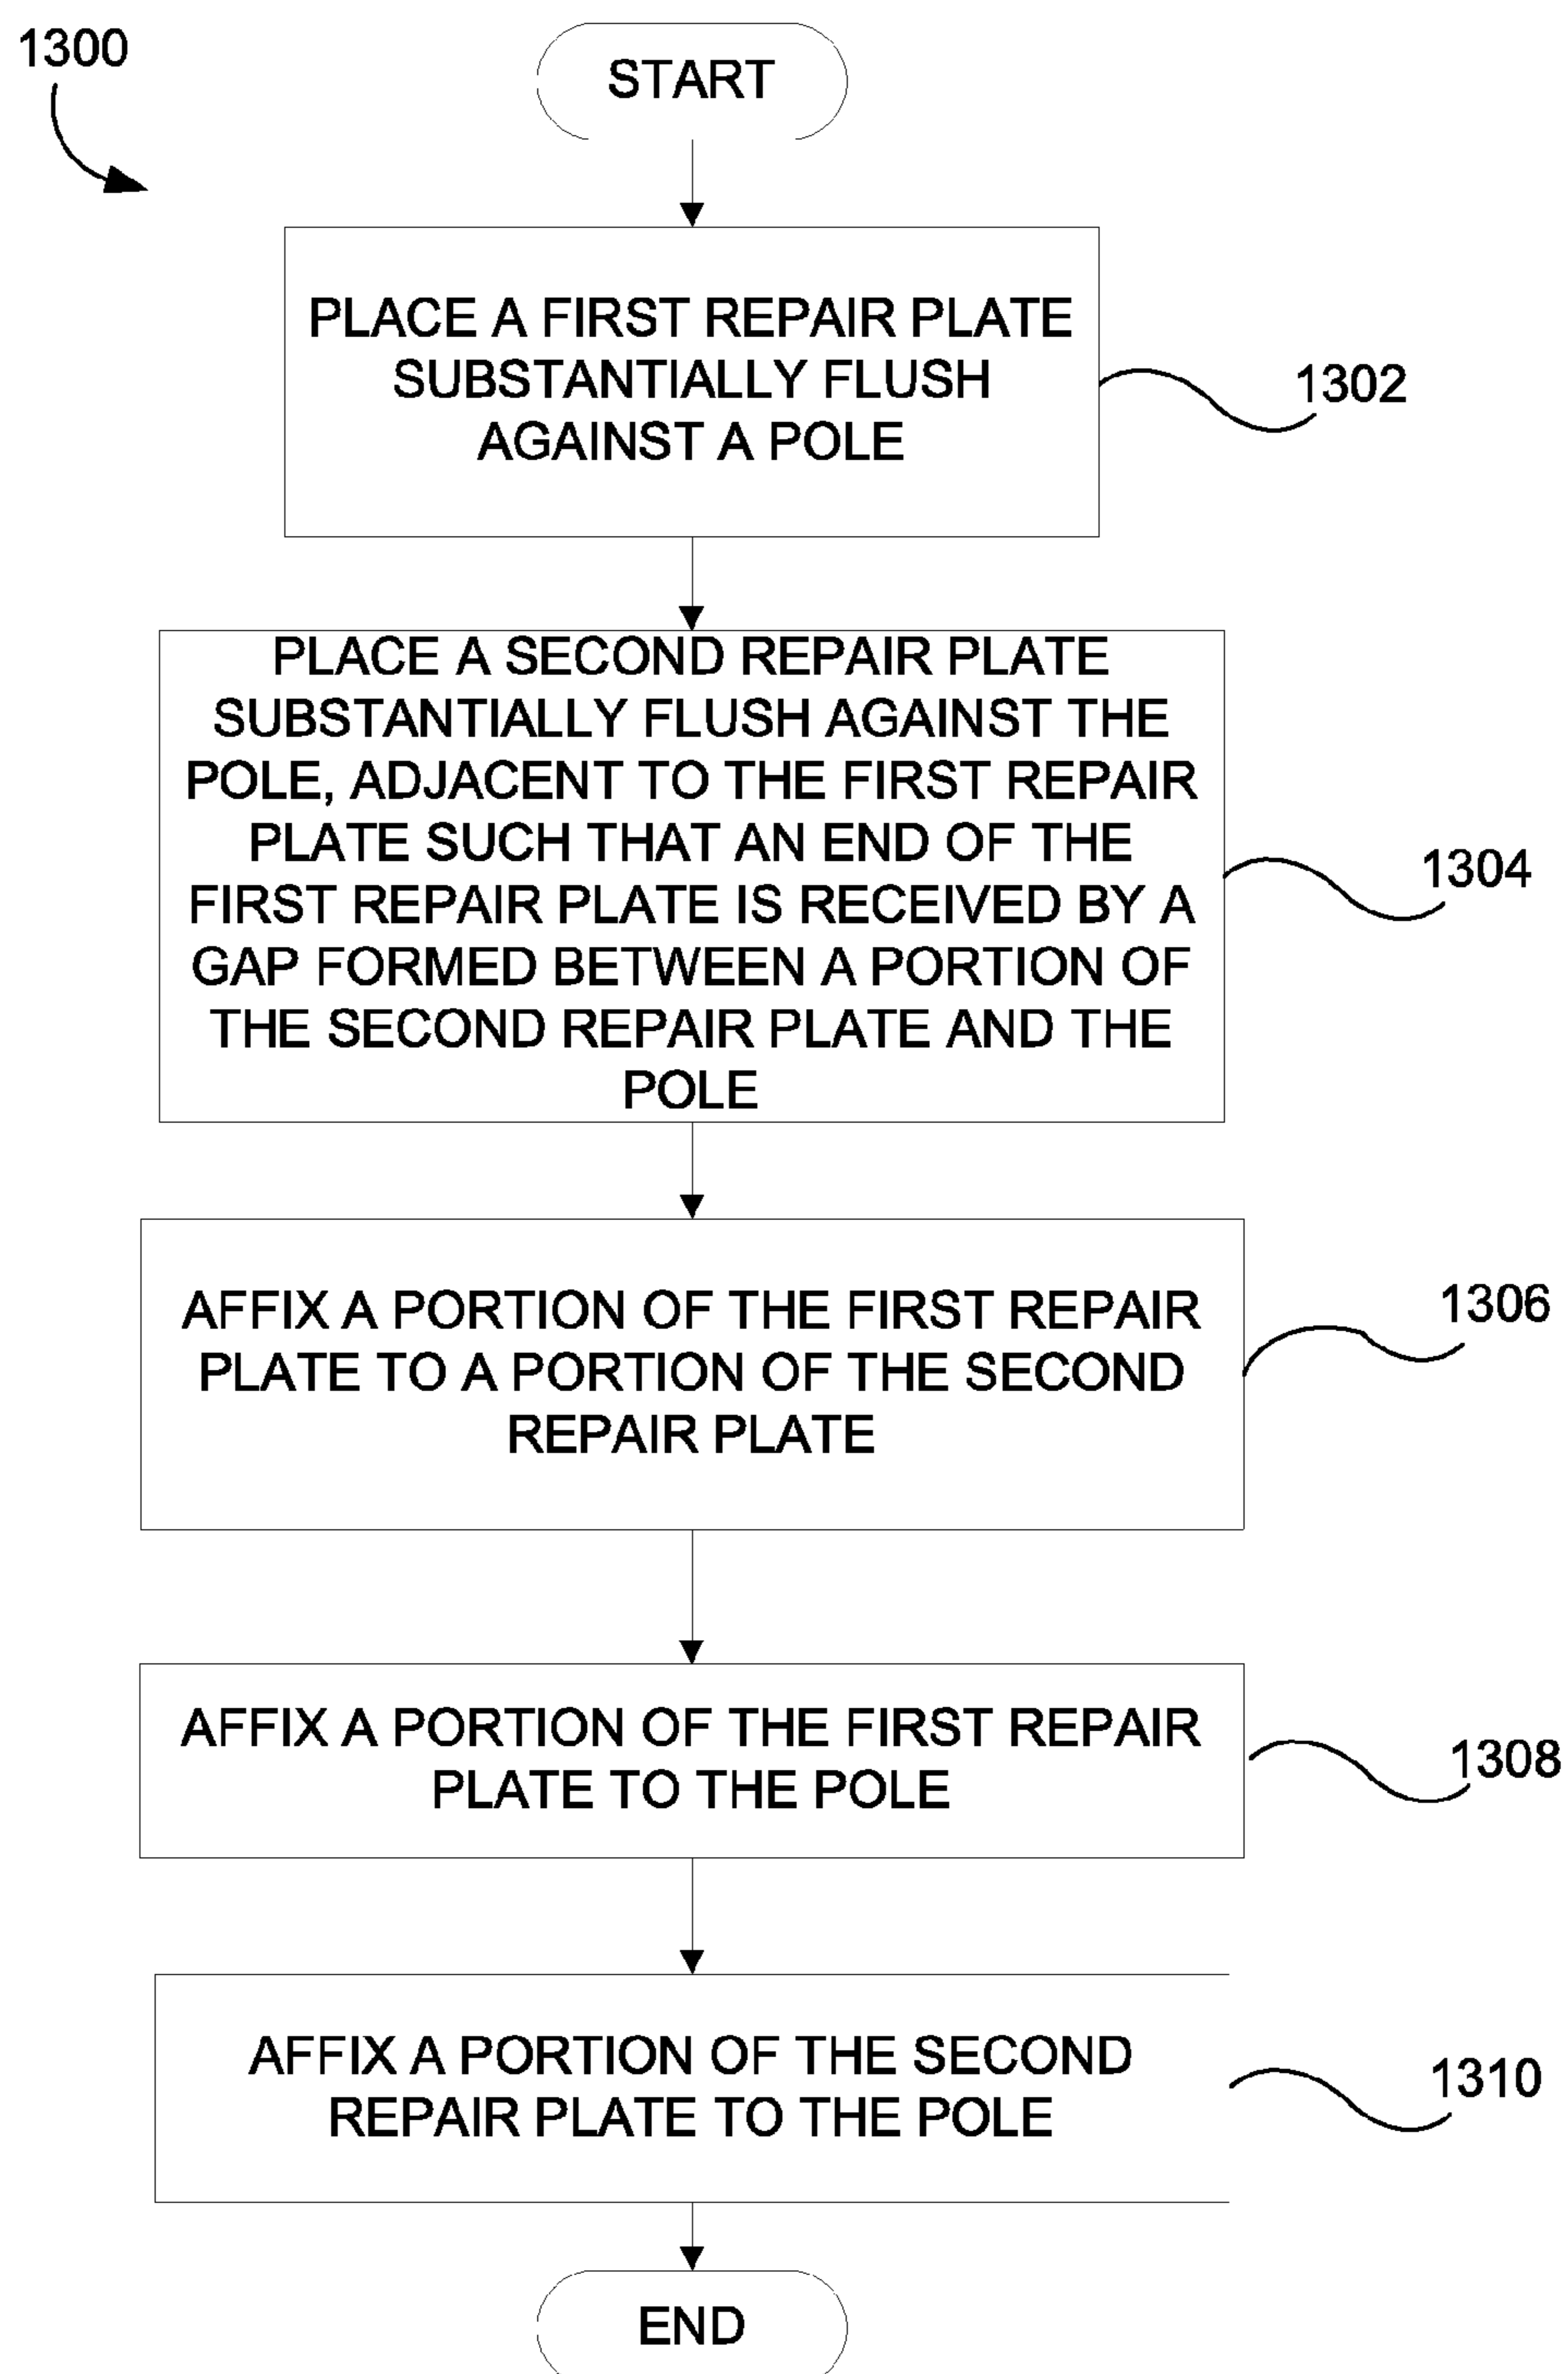 1300
START
PLACE A FIRST REPAIR PLATE
SUBSTANTIALLY FLUSH
AGAINST A POLE
1302
PLACE A SECOND REPAIR PLATE
SUBSTANTIALLY FLUSH AGAINST THE
POLE, ADJACENT TO THE FIRST REPAIR
PLATE SUCH THAT AN END OF THE
FIRST REPAIR PLATE IS RECEIVED BY A
GAP FORMED BETWEEN A PORTION OF
THE SECOND REPAIR PLATE AND THE
POLE
1304
AFFIX A PORTION OF THE FIRST REPAIR
PLATE TO A PORTION OF THE SECOND
REPAIR PLATE
1306
AFFIX A PORTION OF THE FIRST REPAIR
PLATE TO THE POLE
1308
AFFIX A PORTION OF THE SECOND
REPAIR PLATE TO THE POLE
1310
END